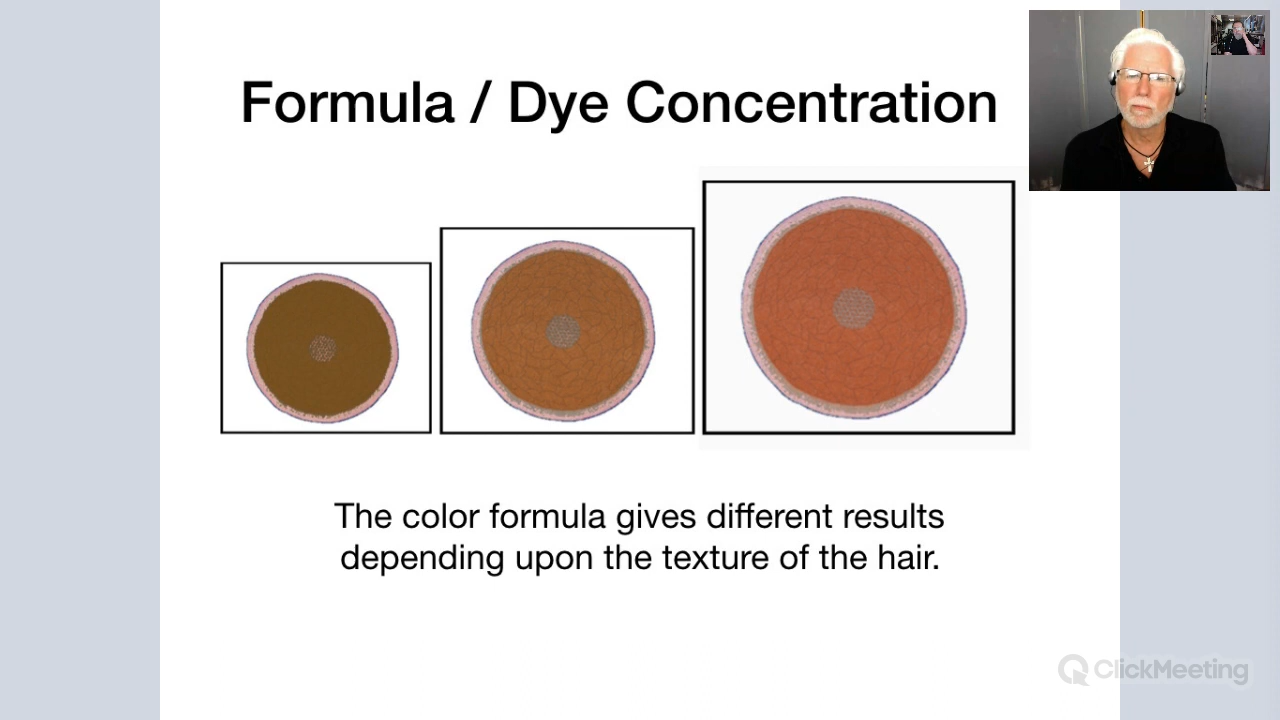 Formula / Dye Concentration
The color formula gives different results
depending upon the texture of the hair.
ClickMeeting